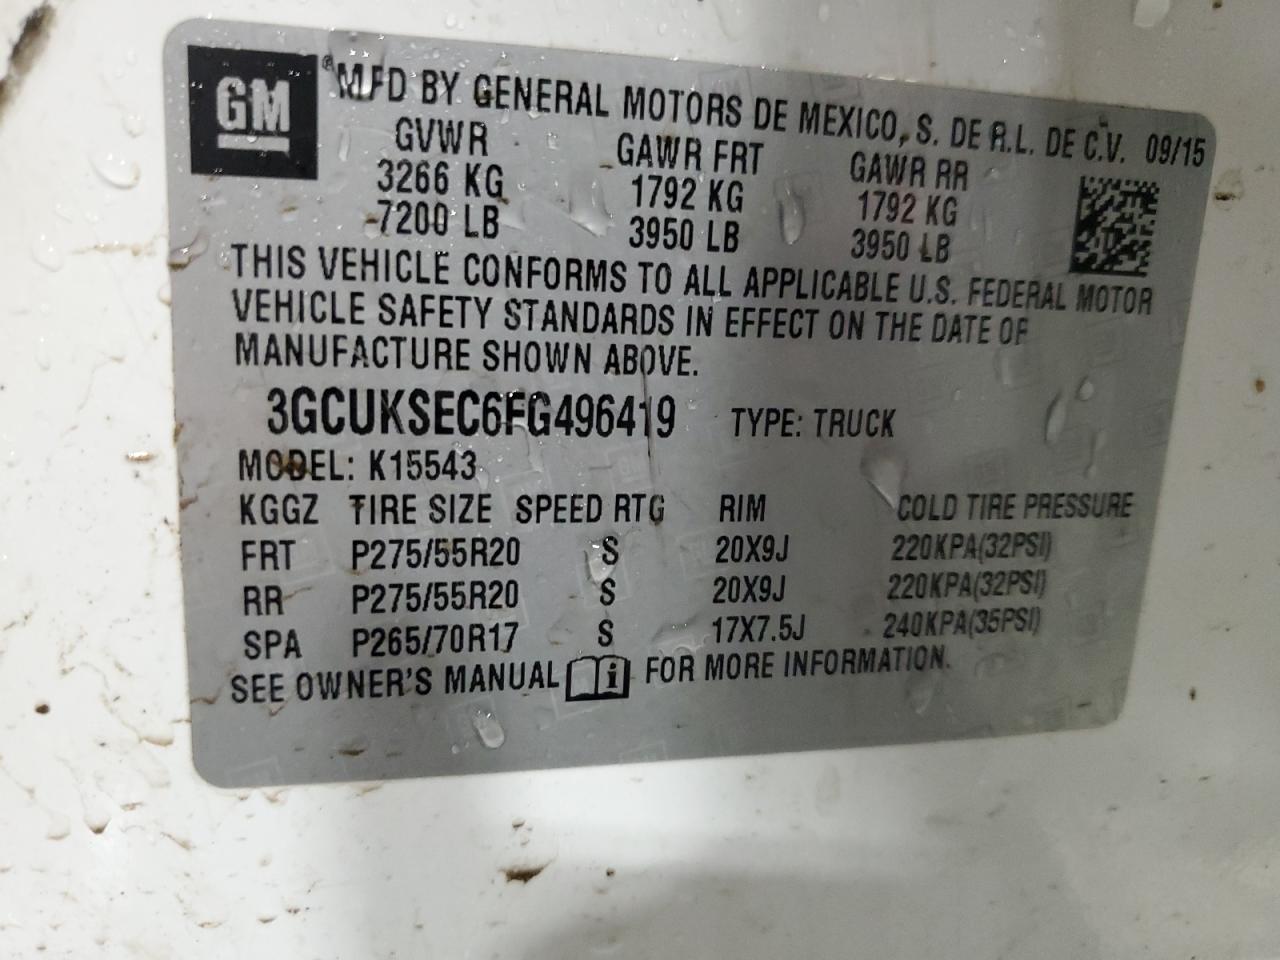 GM ® MFD BY GENERAL MOTORS DE MEXICO, S. DE R.L. DE C.V. 09/15
GVWR GAWR FRT GAWR RR
3266 KG 1792 KG 1792 KG
7200 LB 3950 LB 3950 LB
THIS VEHICLE CONFORMS TO ALL APPLICABLE U.S. FEDERAL MOTOR
VEHICLE SAFETY STANDARDS IN EFFECT ON THE DATE OF
MANUFACTURE SHOWN ABOVE.
3GCUKSEC6FG496419 TYPE: TRUCK
MODEL: K15543
KGGZ TIRE SIZE SPEED RTG RIM COLD TIRE PRESSURE
FRT P275/55R20 S 20X9J 220KPA(32PSI)
RR P275/55R20 S 20X9J 220KPA(32PSI)
SPA P265/70R17 S 17X7.5J 240KPA(35PSI)
SEE OWNER'S MANUAL i FOR MORE INFORMATION.